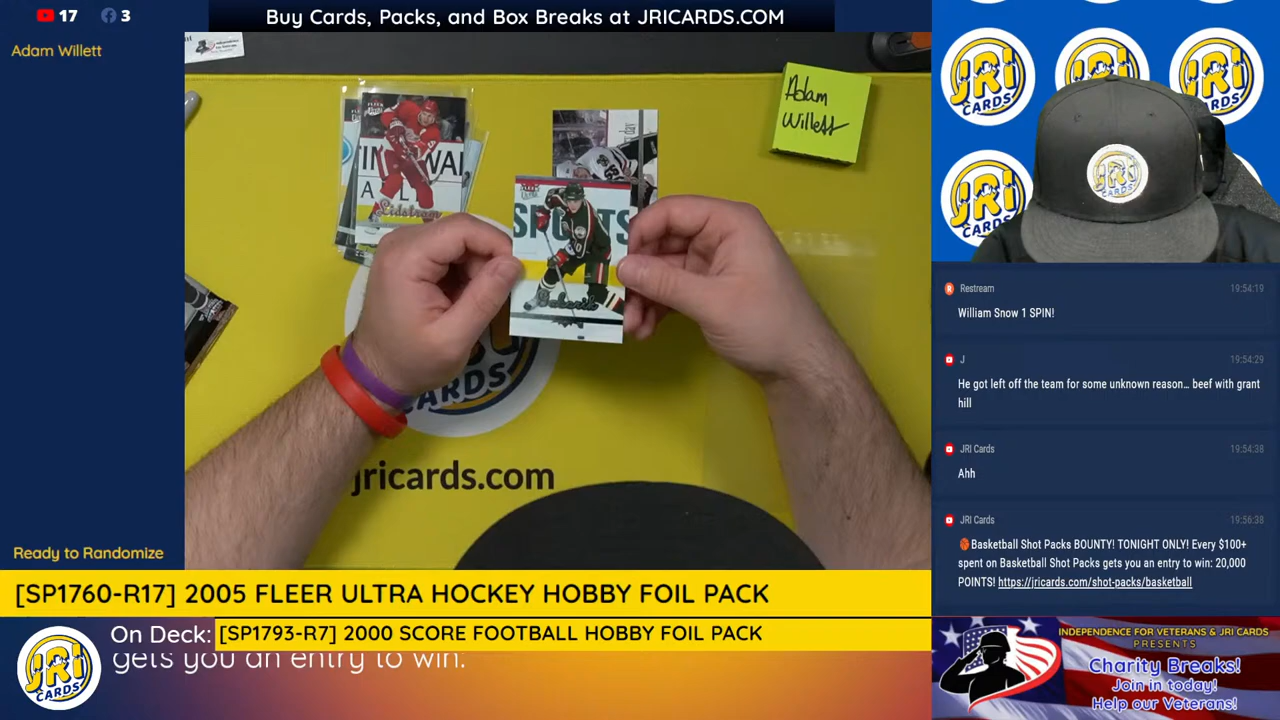 17
3
Buy Cards, Packs, and Box Breaks at JRICARDS.COM
Adam Willett
Adam
Willett
Lidstrom
SPORTS
jricards.com
JRI
CARDS
Restream
19:54:19
William Snow 1 SPIN!
J
19:54:29
He got left off the team for some unknown reason... beef with grant
hill
JRI Cards
19:54:38
Ahh
JRI Cards
19:56:38
🏀Basketball Shot Packs BOUNTY! TONIGHT ONLY! Every $100+
spent on Basketball Shot Packs gets you an entry to win: 20,000
POINTS! https://jricards.com/shot-packs/basketball
Ready to Randomize
[SP1760-R17] 2005 FLEER ULTRA HOCKEY HOBBY FOIL PACK
On Deck: [SP1793-R7] 2000 SCORE FOOTBALL HOBBY FOIL PACK
gets you an entry to win:
JRI
CARDS
INDEPENDENCE FOR VETERANS & JRI CARDS
PRESENTS
Charity Breaks!
Join in today!
Help our Veterans!